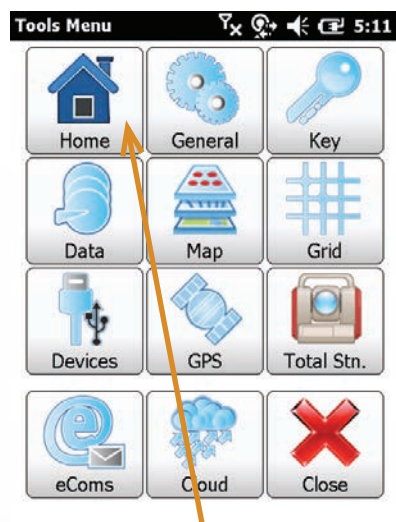 Tools Menu 5:11
Home General Key
Data Map Grid
Devices GPS Total Stn.
eComs Cloud Close